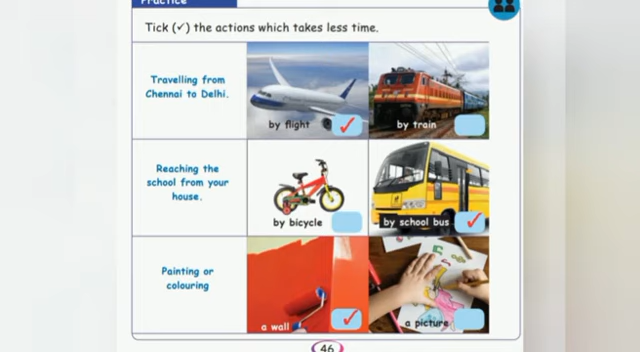 Practice
Tick (✓) the actions which takes less time.
Travelling from
Chennai to Delhi.
by flight ✓
by train
Reaching the
school from your
house.
by bicycle
by school bus ✓
Painting or
colouring
a wall ✓
a picture
46